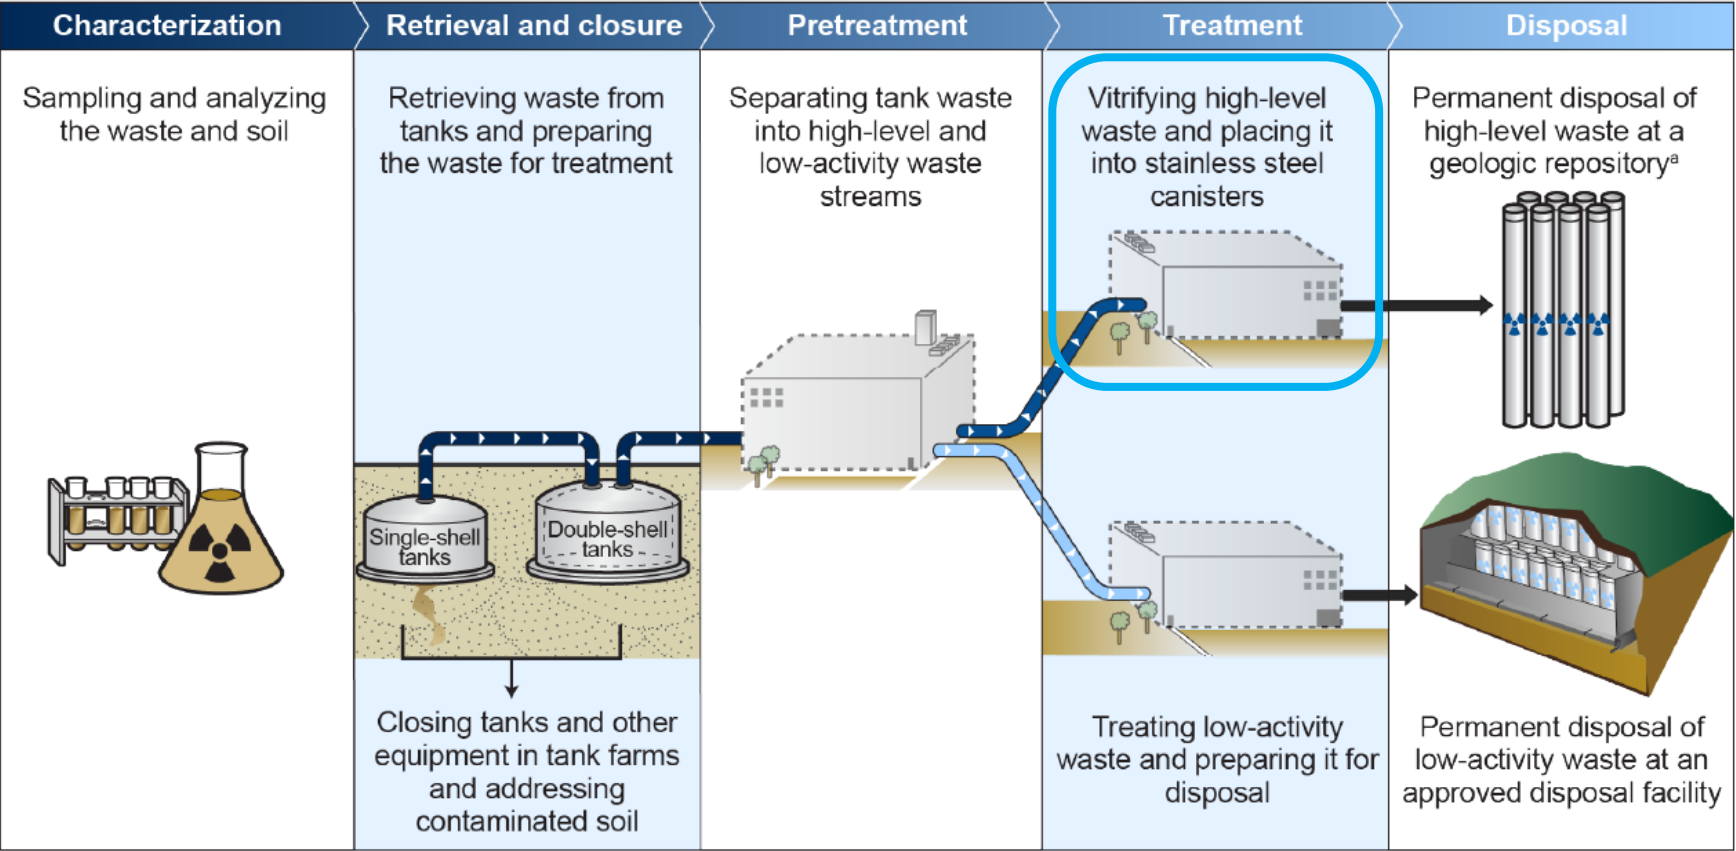 Characterization
Retrieval and closure
Pretreatment
Treatment
Disposal
Sampling and analyzing
the waste and soil
Retrieving waste from
tanks and preparing
the waste for treatment
Single-shell
tanks
Double-shell
tanks
Closing tanks and other
equipment in tank farms
and addressing
contaminated soil
Separating tank waste
into high-level and
low-activity waste
streams
Vitrifying high-level
waste and placing it
into stainless steel
canisters
Treating low-activity
waste and preparing it for
disposal
Permanent disposal of
high-level waste at a
geologic repositoryᵃ
Permanent disposal of
low-activity waste at an
approved disposal facility